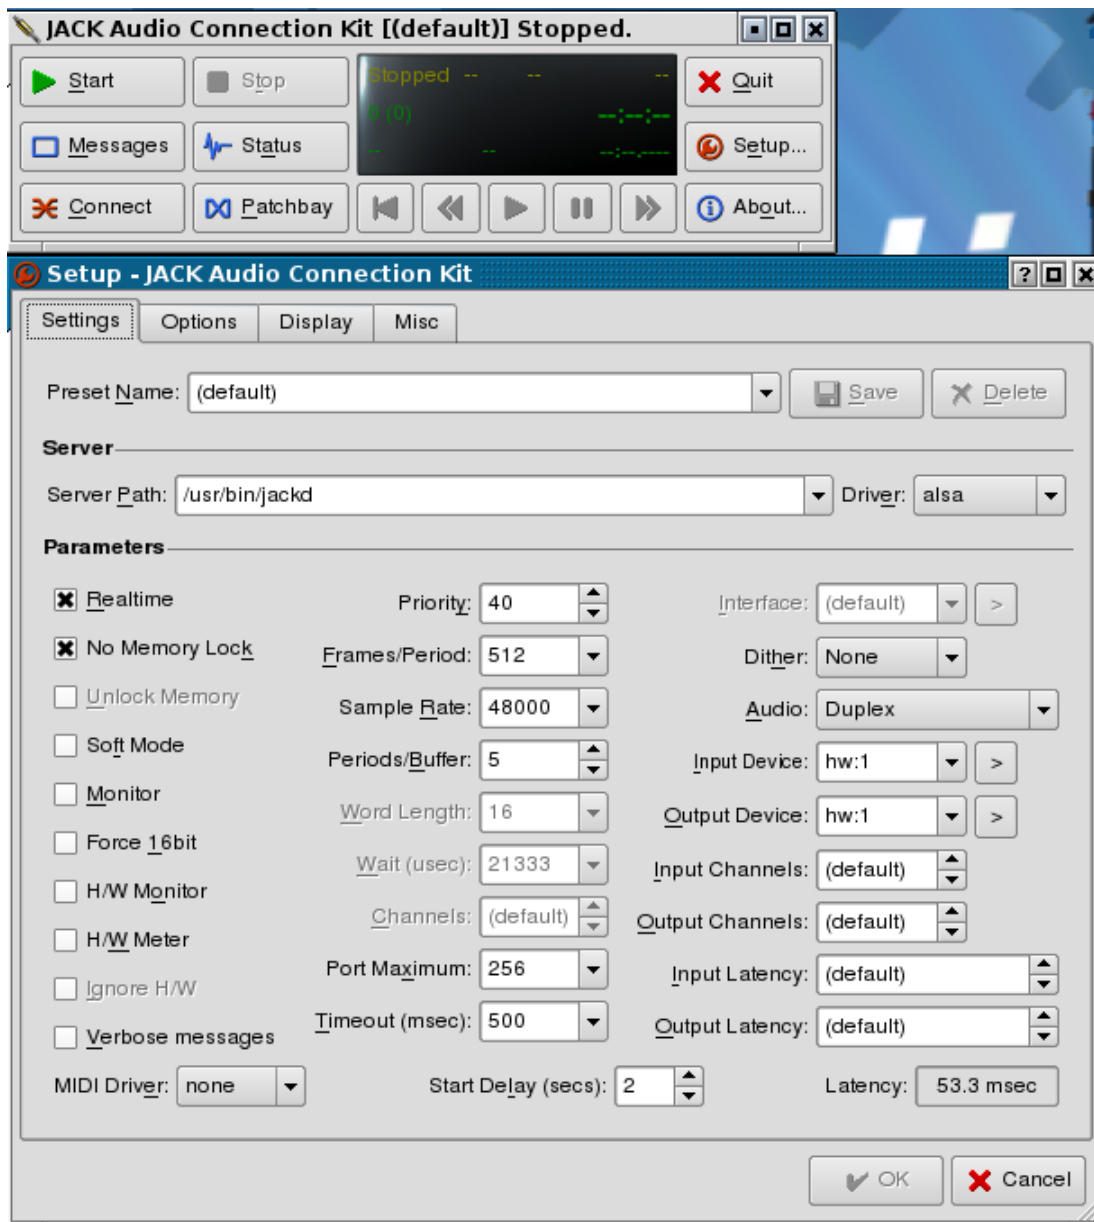 JACK Audio Connection Kit [(default)] Stopped.
Start Stop Stopped -- -- -- Quit
0 (0) --:--:--
Messages Status -- -- --:--.---- Setup...
Connect Patchbay About...
Setup - JACK Audio Connection Kit
Settings Options Display Misc
Preset Name: (default) Save Delete
Server
Server Path: /usr/bin/jackd Driver: alsa
Parameters
Realtime Priority: 40 Interface: (default) >
No Memory Lock Frames/Period: 512 Dither: None
Unlock Memory Sample Rate: 48000 Audio: Duplex
Soft Mode Periods/Buffer: 5 Input Device: hw:1 >
Monitor Word Length: 16 Output Device: hw:1 >
Force 16bit Wait (usec): 21333 Input Channels: (default)
H/W Monitor Channels: (default) Output Channels: (default)
H/W Meter Port Maximum: 256 Input Latency: (default)
Ignore H/W Timeout (msec): 500 Output Latency: (default)
Verbose messages
MIDI Driver: none Start Delay (secs): 2 Latency: 53.3 msec
OK Cancel